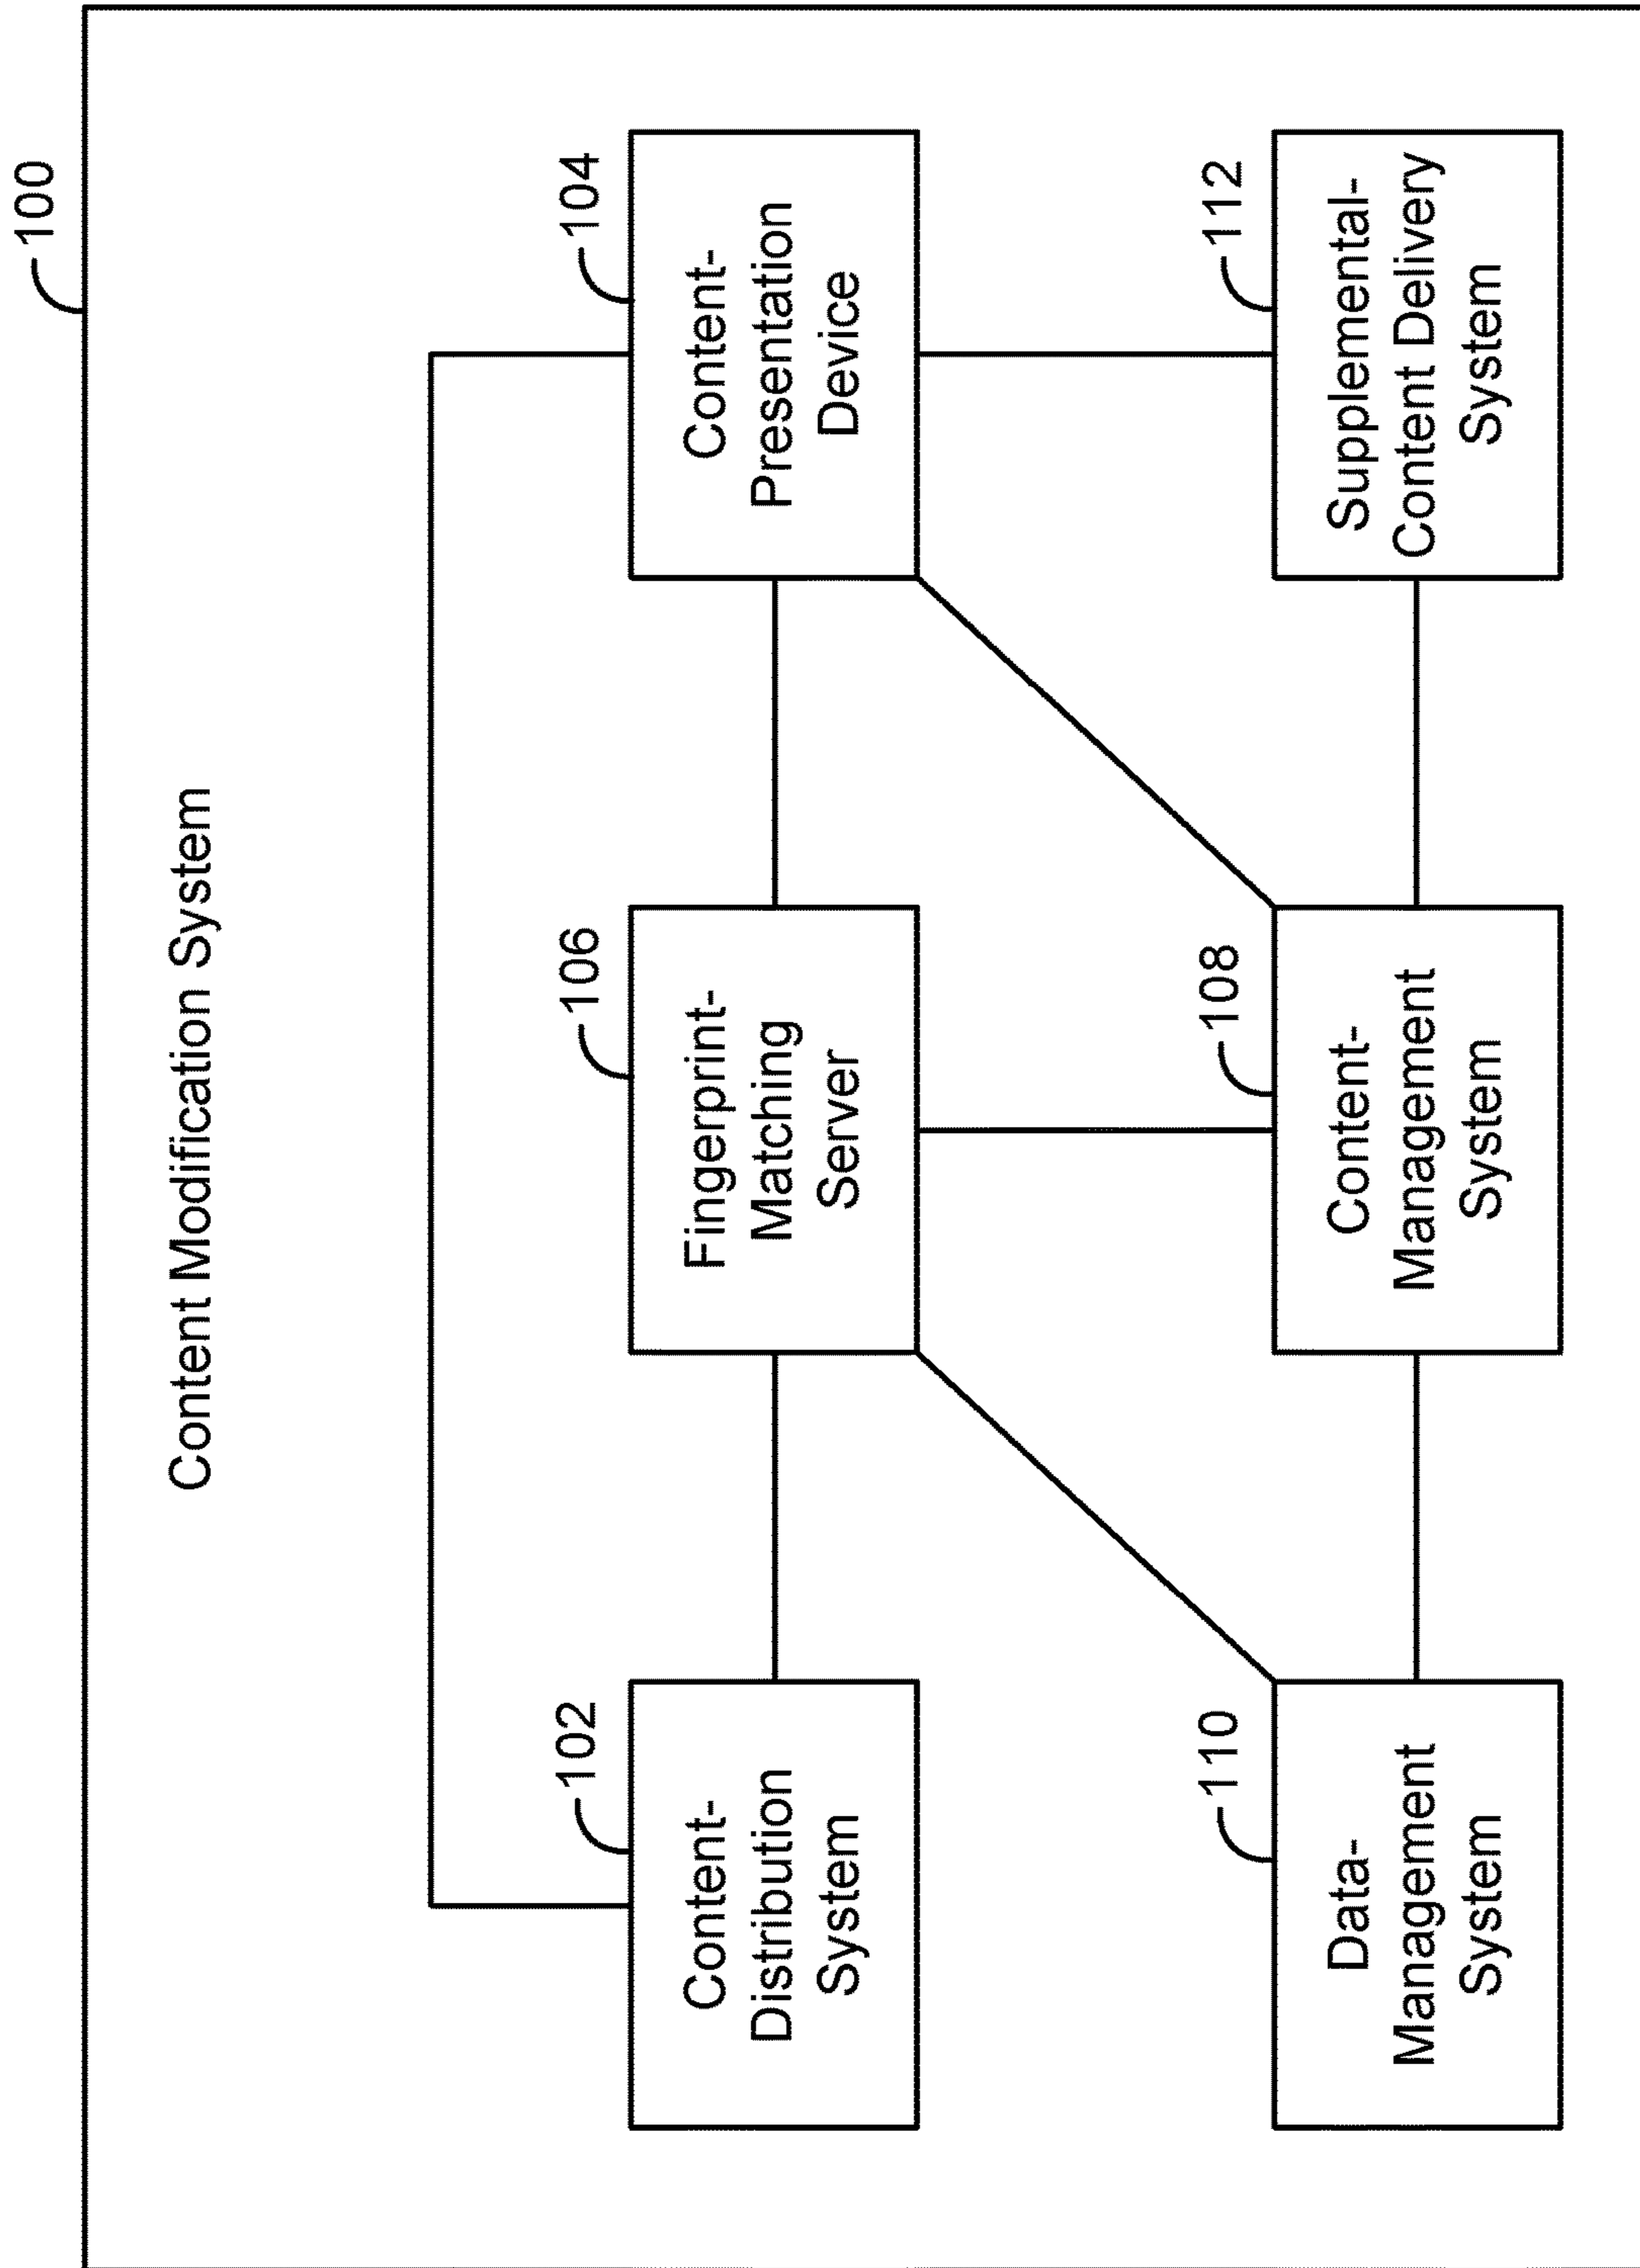 100
Content Modification System
102
Content-
Distribution
System
106
Fingerprint-
Matching
Server
104
Content-
Presentation
Device
110
Data-
Management
System
108
Content-
Management
System
112
Supplemental-
Content Delivery
System